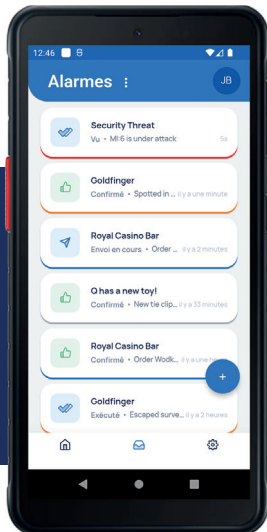 12:46
Alarmes
JB
Security Threat
Vu • MI:6 is under attack 5s
Goldfinger
Confirmé • Spotted in ... il y a une minute
Royal Casino Bar
Envoi en cours • Order ... il y a 2 minutes
Q has a new toy!
Confirmé • New tie clip... il y a 33 minutes
Royal Casino Bar
Confirmé • Order Wodk... il y a une
Goldfinger
Exécuté • Escaped surve... il y a 2 heures